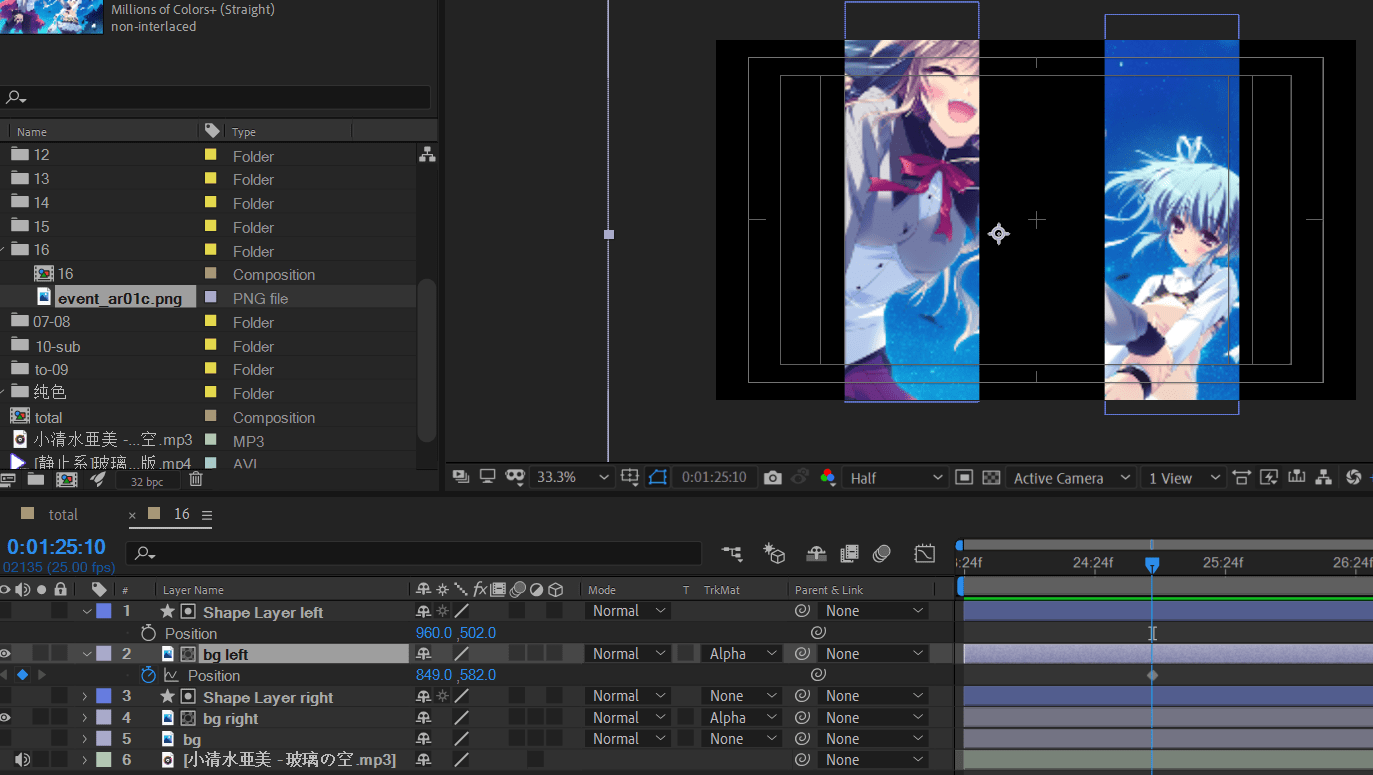 Millions of Colors+ (Straight)
non-interlaced
Name Type
12 Folder
13 Folder
14 Folder
15 Folder
16 Folder
16 Composition
event_ar01c.png PNG file
07-08 Folder
10-sub Folder
to-09 Folder
纯色 Folder
total Composition
小清水亜美 -...空.mp3 MP3
[静止系]玻璃...版.mp4 AVI
32 bpc
33.3% 0:01:25:10 Half Active Camera 1 View
total × 16
0:01:25:10
02135 (25.00 fps)
:24f 24:24f 25:24f 26:24f
# Layer Name fx Mode T TrkMat Parent & Link
1 Shape Layer left Normal None
Position 960.0 ,502.0
2 bg left Normal Alpha None
Position 849.0 ,582.0
3 Shape Layer right Normal None None
4 bg right Normal Alpha None
5 bg Normal None None
6 [小清水亜美 - 玻璃の空.mp3] None